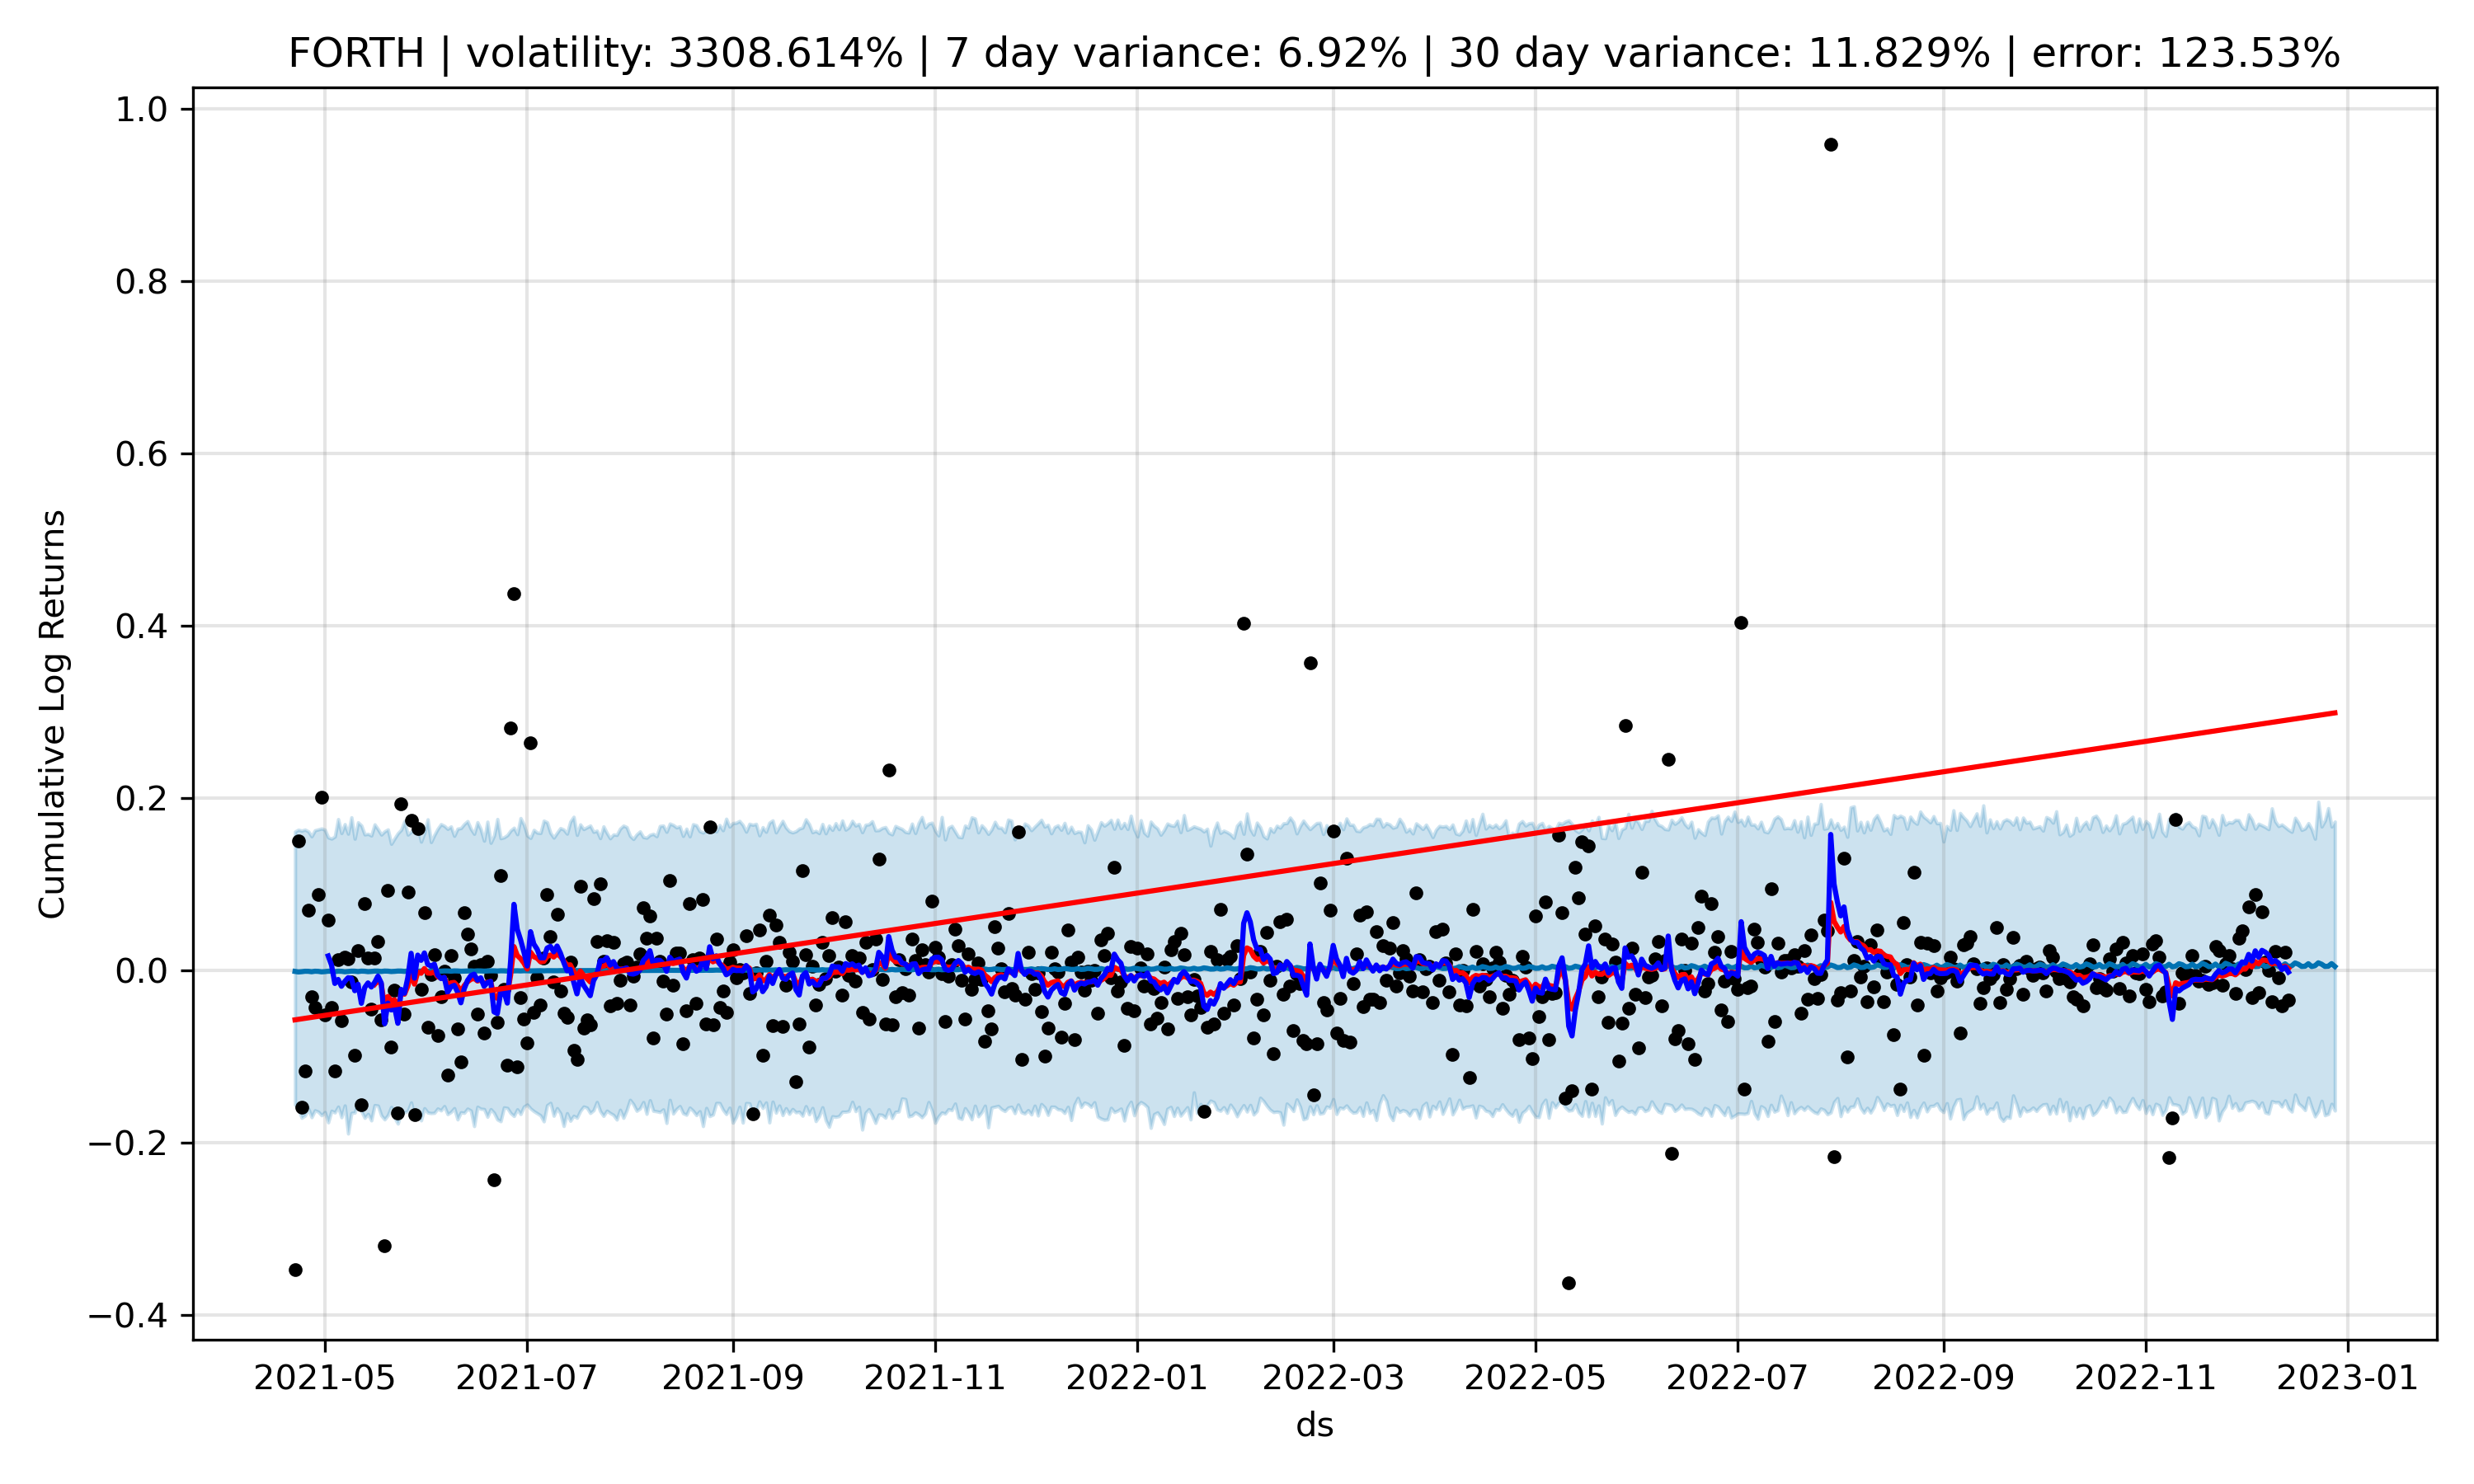 FORTH | volatility: 3308.614% | 7 day variance: 6.92% | 30 day variance: 11.829% | error: 123.53%
1.0
0.8
0.6
0.4
0.2
0.0
−0.2
−0.4
Cumulative Log Returns
2021-05 2021-07 2021-09 2021-11 2022-01 2022-03 2022-05 2022-07 2022-09 2022-11 2023-01
ds